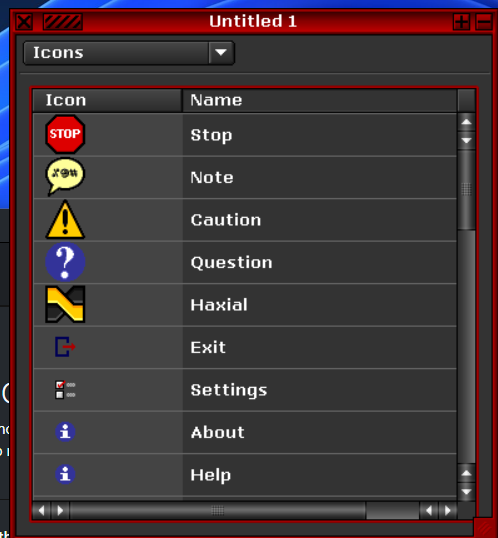 Untitled 1
Icons
Icon Name
STOP Stop
Note
Caution
? Question
Haxial
Exit
Settings
i About
i Help